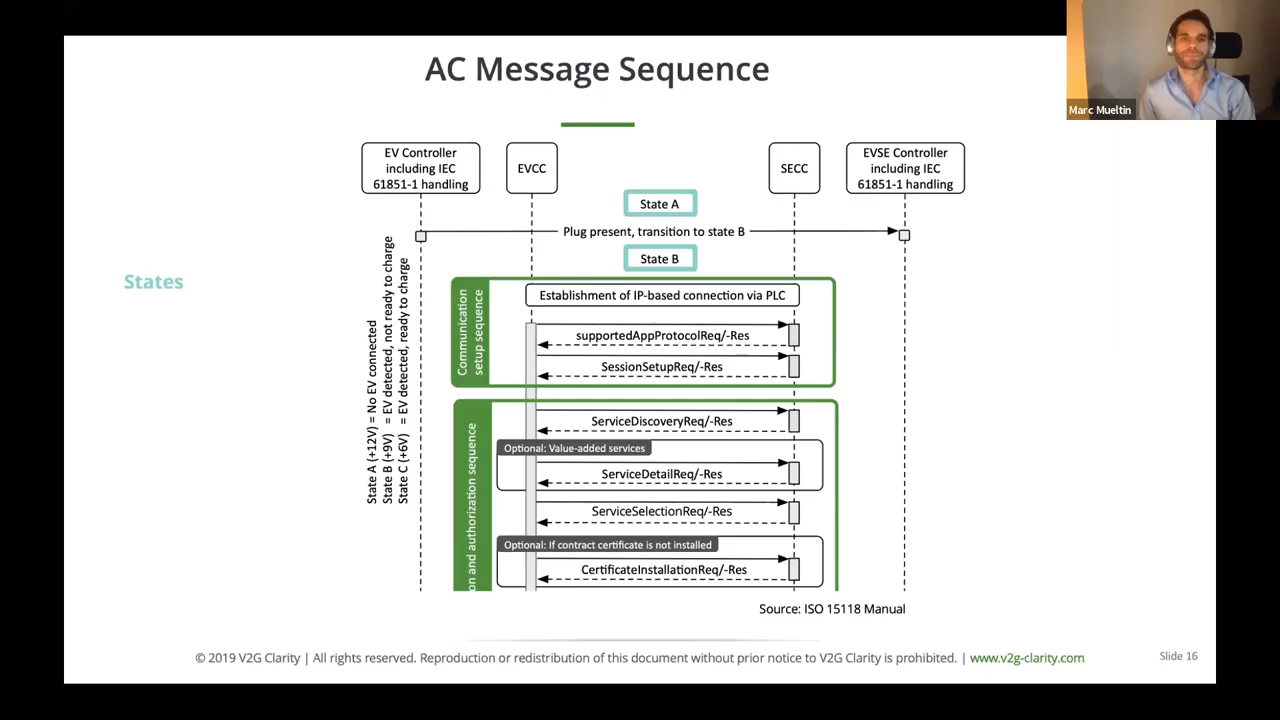 AC Message Sequence
Marc Mueltin
EV Controller
including IEC
61851-1 handling
EVCC
SECC
EVSE Controller
including IEC
61851-1 handling
State A
Plug present, transition to state B
State B
States
State A (+12V) = No EV connected
State B (+9V) = EV detected, not ready to charge
State C (+6V) = EV detected, ready to charge
Communication
setup sequence
Establishment of IP-based connection via PLC
supportedAppProtocolReq/-Res
SessionSetupReq/-Res
on and authorization sequence
ServiceDiscoveryReq/-Res
Optional: Value-added services
ServiceDetailReq/-Res
ServiceSelectionReq/-Res
Optional: If contract certificate is not installed
CertificateInstallationReq/-Res
Source: ISO 15118 Manual
© 2019 V2G Clarity | All rights reserved. Reproduction or redistribution of this document without prior notice to V2G Clarity is prohibited. | www.v2g-clarity.com
Slide 16